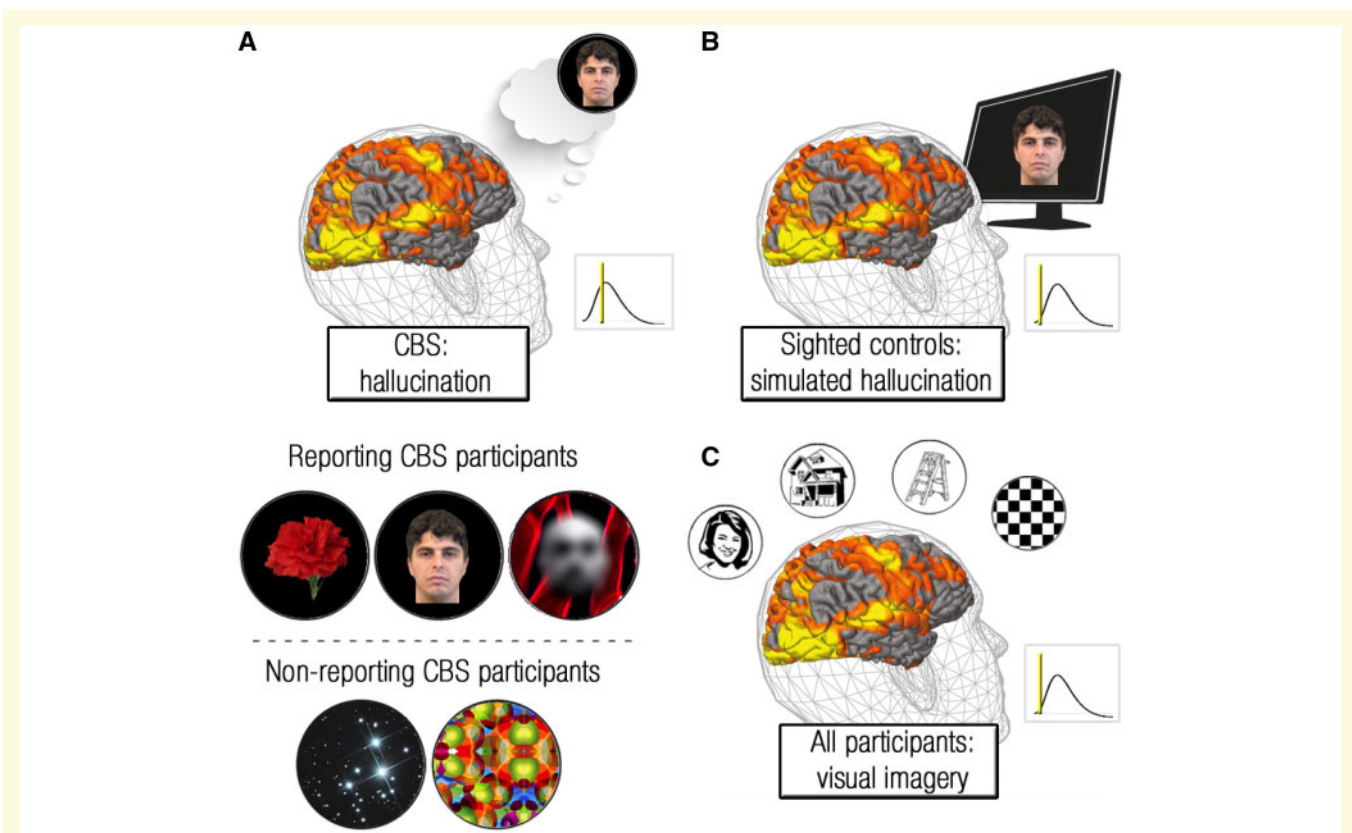 A
B
CBS:
hallucination
Sighted controls:
simulated hallucination
Reporting CBS participants
Non-reporting CBS participants
C
All participants:
visual imagery